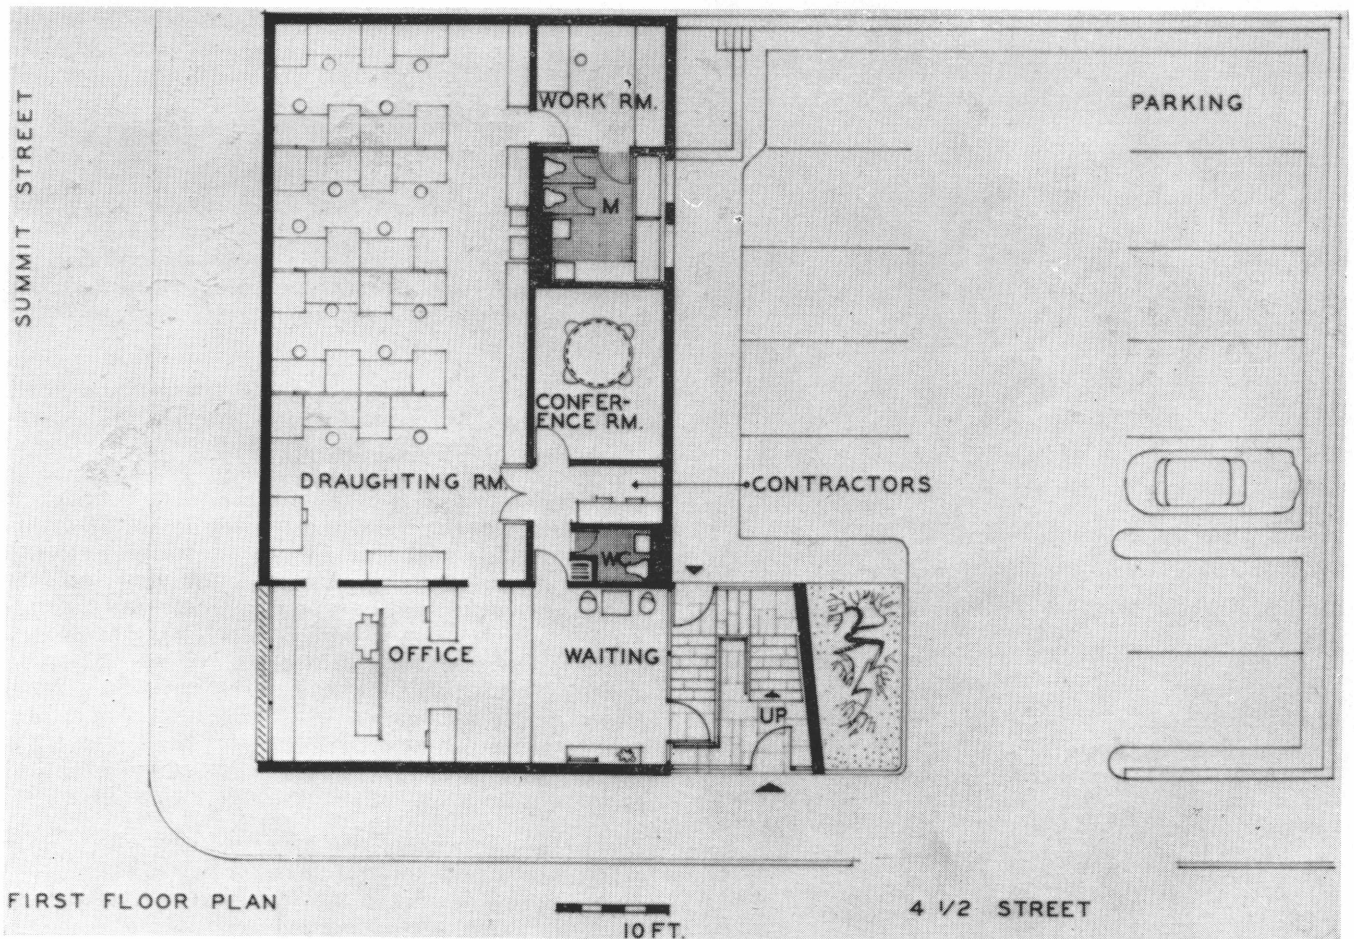 WORK RM.
PARKING
SUMMIT STREET
M
CONFER-
ENCE RM.
DRAUGHTING RM.
CONTRACTORS
WC
OFFICE
WAITING
UP
FIRST FLOOR PLAN
10 FT.
4 1/2 STREET